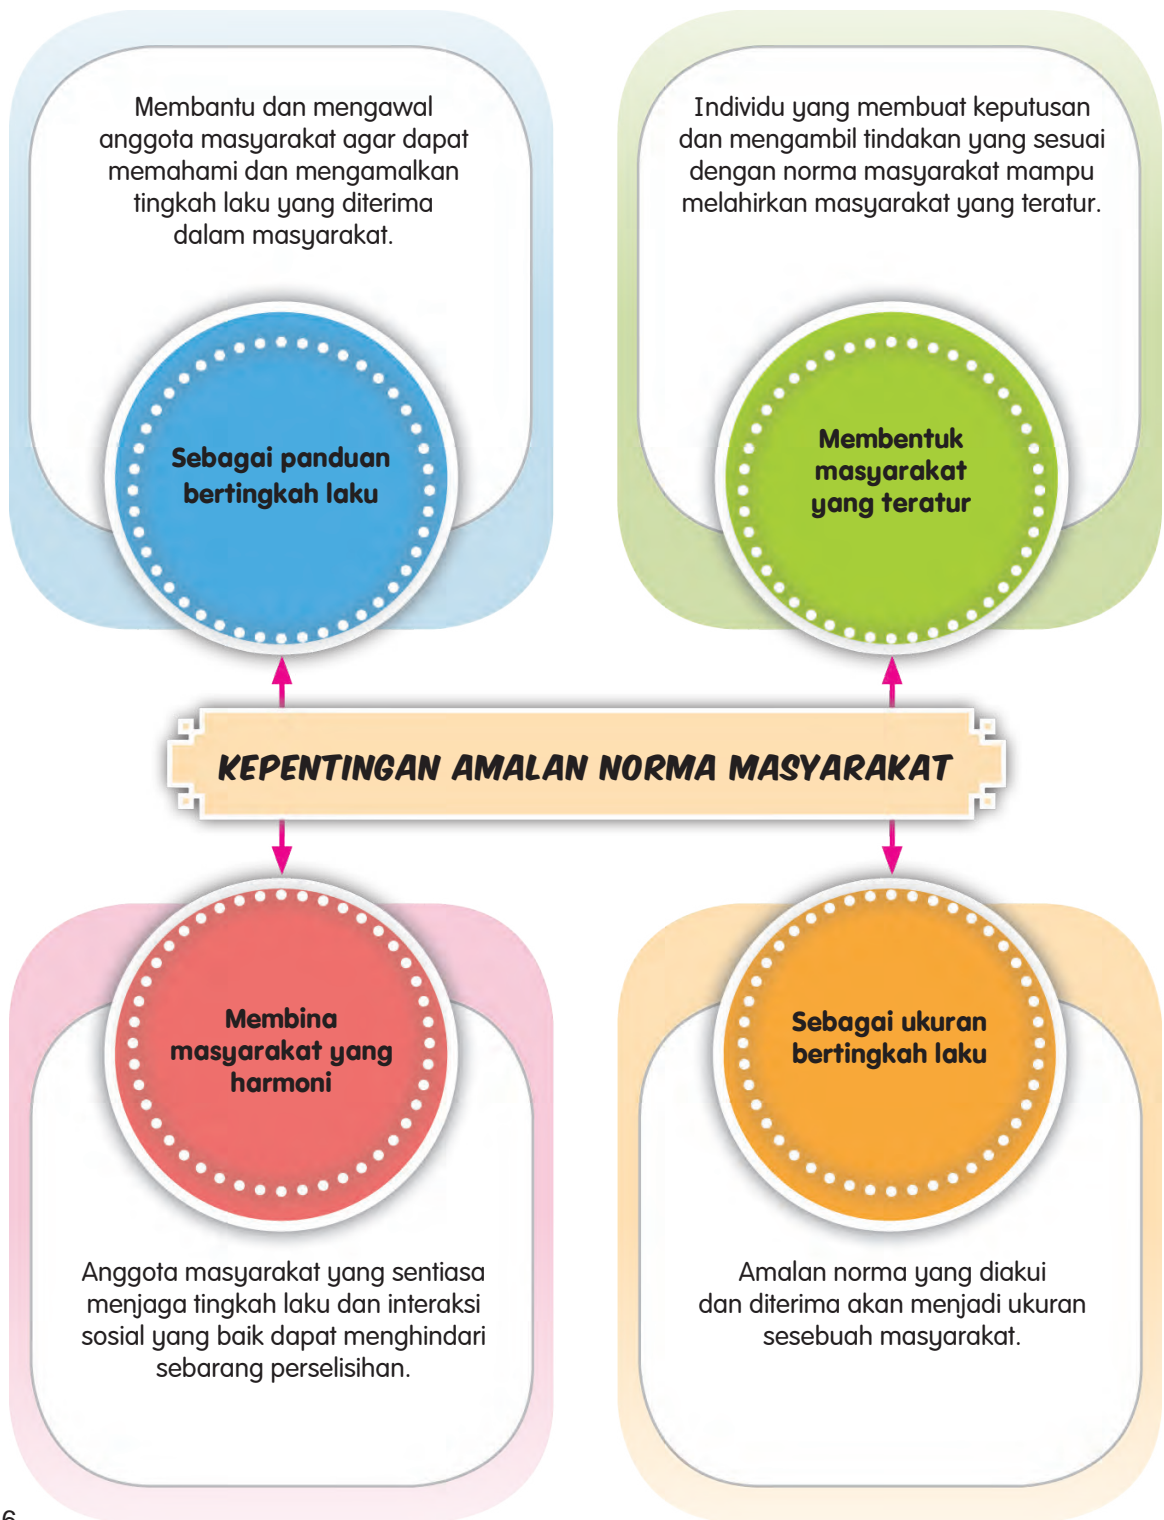 Membantu dan mengawal
anggota masyarakat agar dapat
memahami dan mengamalkan
tingkah laku yang diterima
dalam masyarakat.
Sebagai panduan
bertingkah laku
Individu yang membuat keputusan
dan mengambil tindakan yang sesuai
dengan norma masyarakat mampu
melahirkan masyarakat yang teratur.
Membentuk
masyarakat
yang teratur
KEPENTINGAN AMALAN NORMA MASYARAKAT
Membina
masyarakat yang
harmoni
Anggota masyarakat yang sentiasa
menjaga tingkah laku dan interaksi
sosial yang baik dapat menghindari
sebarang perselisihan.
Sebagai ukuran
bertingkah laku
Amalan norma yang diakui
dan diterima akan menjadi ukuran
sesebuah masyarakat.